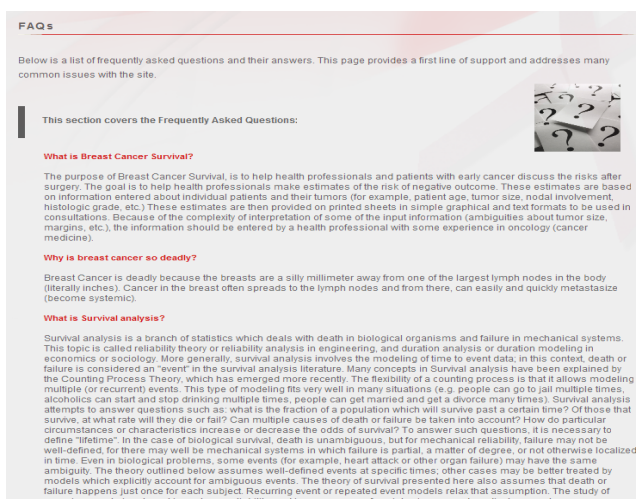 FAQs
Below is a list of frequently asked questions and their answers. This page provides a first line of support and addresses many
common issues with the site.
This section covers the Frequently Asked Questions:
What is Breast Cancer Survival?
The purpose of Breast Cancer Survival, is to help health professionals and patients with early cancer discuss the risks after
surgery. The goal is to help health professionals make estimates of the risk of negative outcome. These estimates are based
on information entered about individual patients and their tumors (for example, patient age, tumor size, nodal involvement,
histologic grade, etc.) These estimates are then provided on printed sheets in simple graphical and text formats to be used in
consultations. Because of the complexity of interpretation of some of the input information (ambiguities about tumor size,
margins, etc.), the information should be entered by a health professional with some experience in oncology (cancer
medicine).
Why is breast cancer so deadly?
Breast Cancer is deadly because the breasts are a silly millimeter away from one of the largest lymph nodes in the body
(literally inches). Cancer in the breast often spreads to the lymph nodes and from there, can easily and quickly metastasize
(become systemic).
What is Survival analysis?
Survival analysis is a branch of statistics which deals with death in biological organisms and failure in mechanical systems.
This topic is called reliability theory or reliability analysis in engineering, and duration analysis or duration modeling in
economics or sociology. More generally, survival analysis involves the modeling of time to event data; in this context, death or
failure is considered an "event" in the survival analysis literature. Many concepts in Survival analysis have been explained by
the Counting Process Theory, which has emerged more recently. The flexibility of a counting process is that it allows modeling
multiple (or recurrent) events. This type of modeling fits very well in many situations (e.g. people can go to jail multiple times,
alcoholics can start and stop drinking multiple times, people can get married and get a divorce many times). Survival analysis
attempts to answer questions such as: what is the fraction of a population which will survive past a certain time? Of those that
survive, at what rate will they die or fail? Can multiple causes of death or failure be taken into account? How do particular
circumstances or characteristics increase or decrease the odds of survival? To answer such questions, it is necessary to
define "lifetime". In the case of biological survival, death is unambiguous, but for mechanical reliability, failure may not be
well-defined, for there may well be mechanical systems in which failure is partial, a matter of degree, or not otherwise localized
in time. Even in biological problems, some events (for example, heart attack or other organ failure) may have the same
ambiguity. The theory outlined below assumes well-defined events at specific times; other cases may be better treated by
models which explicitly account for ambiguous events. The theory of survival presented here also assumes that death or
failure happens just once for each subject. Recurring event or repeated event models relax that assumption. The study of